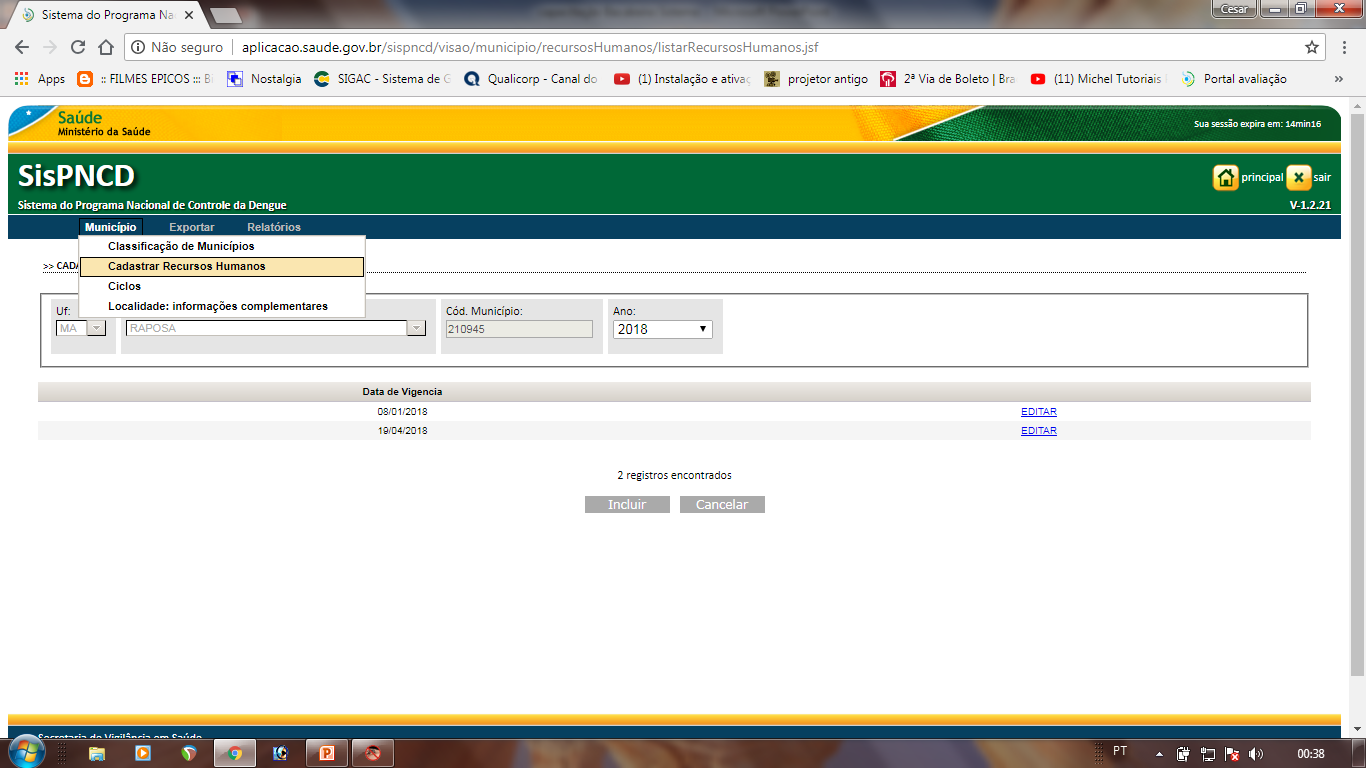 Sistema do Programa Na
Cesar
Não seguro
aplicacao.saude.gov.br/sispncd/visao/municipio/recursosHumanos/listarRecursosHumanos.jsf
Apps
:: FILMES EPICOS ::: B
Nostalgia
SIGAC - Sistema de G
Qualicorp - Canal do
(1) Instalação e ativaç
projetor antigo
2ª Via de Boleto | Bra
(11) Michel Tutoriais
Portal avaliação
»
Saúde
Ministério da Saúde
Sua sessão expira em: 14min16
SisPNCD
principal
sair
Sistema do Programa Nacional de Controle da Dengue
V-1.2.21
Município
Exportar
Relatórios
Classificação de Municípios
>> CADA
Cadastrar Recursos Humanos
Ciclos
Localidade: informações complementares
Uf:
Cód. Município:
Ano:
MA
RAPOSA
210945
2018
Data de Vigencia
08/01/2018
EDITAR
19/04/2018
EDITAR
2 registros encontrados
Incluir
Cancelar
Secretaria de Vigilância em Saúde
PT
00:38